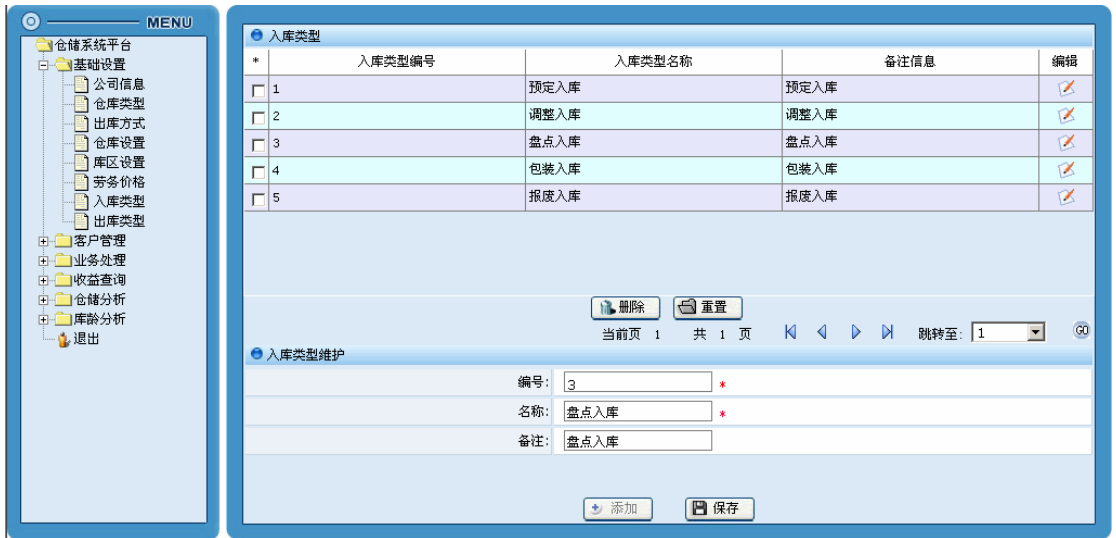 MENU
仓储系统平台
基础设置
公司信息
仓库类型
出库方式
仓库设置
库区设置
劳务价格
入库类型
出库类型
客户管理
业务处理
收益查询
仓储分析
库龄分析
退出
入库类型
* 入库类型编号 入库类型名称 备注信息 编辑
1 预定入库 预定入库
2 调整入库 调整入库
3 盘点入库 盘点入库
4 包装入库 包装入库
5 报废入库 报废入库
删除 重置
当前页 1 共 1 页 跳转至: 1 GO
入库类型维护
编号: 3 *
名称: 盘点入库 *
备注: 盘点入库
添加 保存